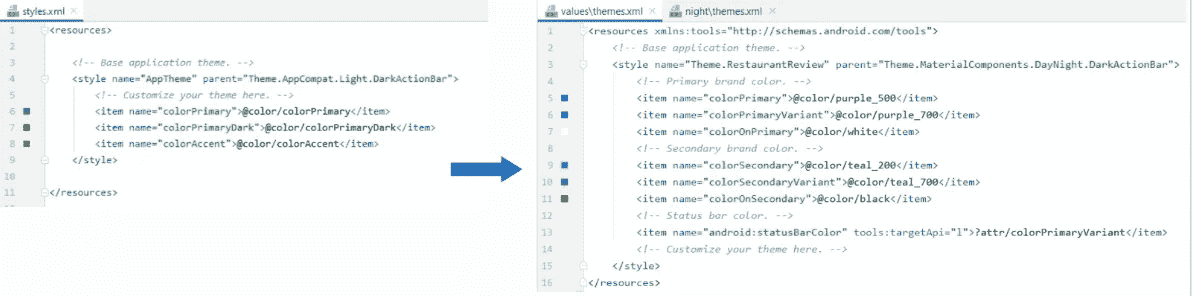 styles.xml
1 <resources>
2
3 <!-- Base application theme. -->
4 <style name="AppTheme" parent="Theme.AppCompat.Light.DarkActionBar">
5 <!-- Customize your theme here. -->
6 <item name="colorPrimary">@color/colorPrimary</item>
7 <item name="colorPrimaryDark">@color/colorPrimaryDark</item>
8 <item name="colorAccent">@color/colorAccent</item>
9 </style>
10
11 </resources>
values\themes.xml night\themes.xml
1 <resources xmlns:tools="http://schemas.android.com/tools">
2 <!-- Base application theme. -->
3 <style name="Theme.RestaurantReview" parent="Theme.MaterialComponents.DayNight.DarkActionBar">
4 <!-- Primary brand color. -->
5 <item name="colorPrimary">@color/purple_500</item>
6 <item name="colorPrimaryVariant">@color/purple_700</item>
7 <item name="colorOnPrimary">@color/white</item>
8 <!-- Secondary brand color. -->
9 <item name="colorSecondary">@color/teal_200</item>
10 <item name="colorSecondaryVariant">@color/teal_700</item>
11 <item name="colorOnSecondary">@color/black</item>
12 <!-- Status bar color. -->
13 <item name="android:statusBarColor" tools:targetApi="l">?attr/colorPrimaryVariant</item>
14 <!-- Customize your theme here. -->
15 </style>
16 </resources>